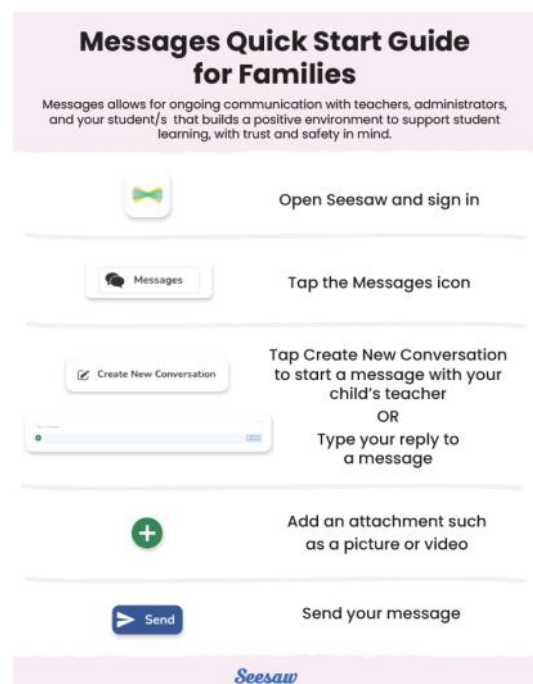 Messages Quick Start Guide
for Families
Messages allows for ongoing communication with teachers, administrators,
and your student/s that builds a positive environment to support student
learning, with trust and safety in mind.
Open Seesaw and sign in
Messages
Tap the Messages icon
Create New Conversation
Tap Create New Conversation
to start a message with your
child's teacher
OR
Type your reply to
a message
Add an attachment such
as a picture or video
Send
Send your message
Seesaw